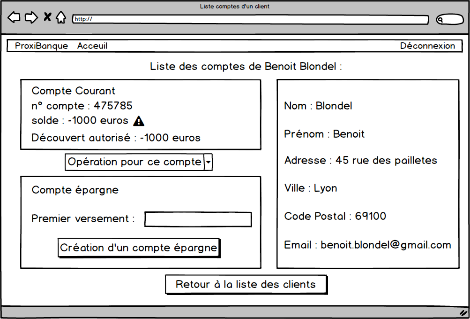 Liste comptes d'un client
http://
ProxiBanque Acceuil Déconnexion
Liste des comptes de Benoit Blondel :
Compte Courant
n° compte : 475785
solde : -1000 euros
Découvert autorisé : -1000 euros
Opération pour ce compte
Compte épargne
Premier versement :
Création d'un compte épargne
Nom : Blondel
Prénom : Benoit
Adresse : 45 rue des pailletes
Ville : Lyon
Code Postal : 69100
Email : benoit.blondel@gmail.com
Retour à la liste des clients